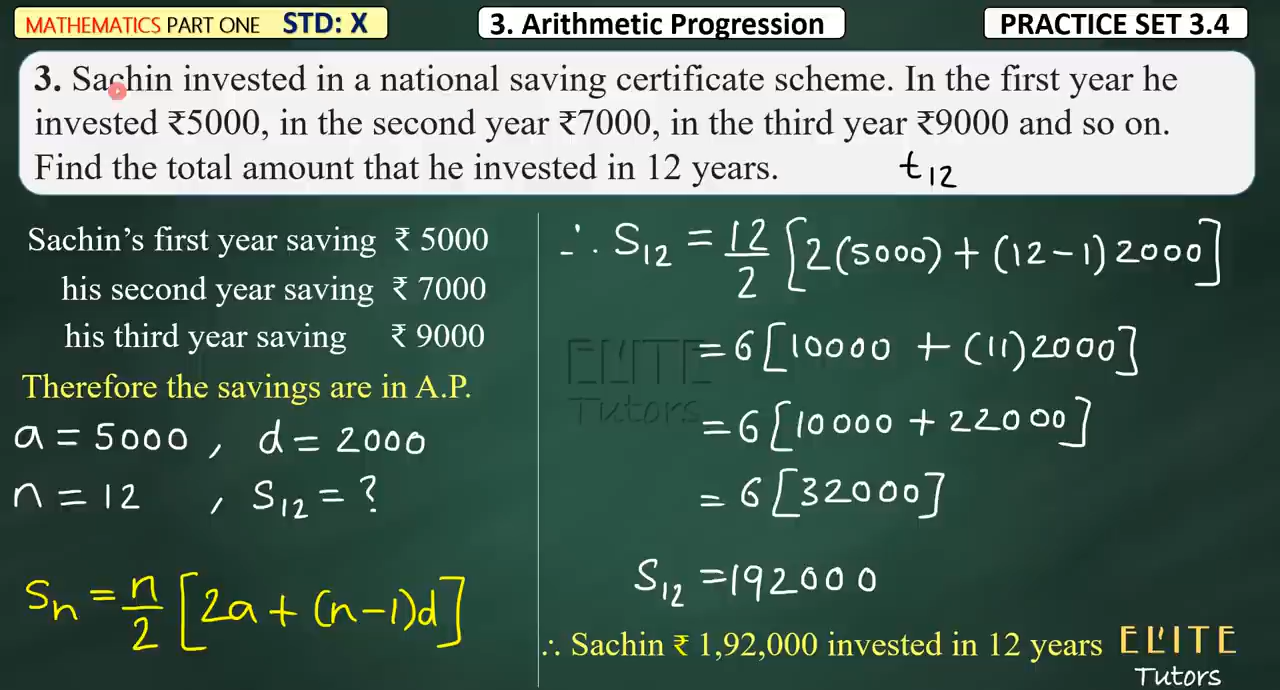 MATHEMATICS PART ONE STD: X
3. Arithmetic Progression
PRACTICE SET 3.4
3. Sachin invested in a national saving certificate scheme. In the first year he
invested ₹5000, in the second year ₹7000, in the third year ₹9000 and so on.
Find the total amount that he invested in 12 years.
t₁₂
Sachin's first year saving ₹ 5000
his second year saving ₹ 7000
his third year saving ₹ 9000
Therefore the savings are in A.P.
a = 5000 , d = 2000
n = 12 , S₁₂ = ?
Sₙ = n/2 [2a + (n-1)d]
∴ S₁₂ = 12/2 [2(5000) + (12-1)2000]
= 6[10000 + (11)2000]
= 6[10000 + 22000]
= 6[32000]
S₁₂ = 192000
∴ Sachin ₹ 1,92,000 invested in 12 years
ELITE
Tutors
ELITE
Tutors